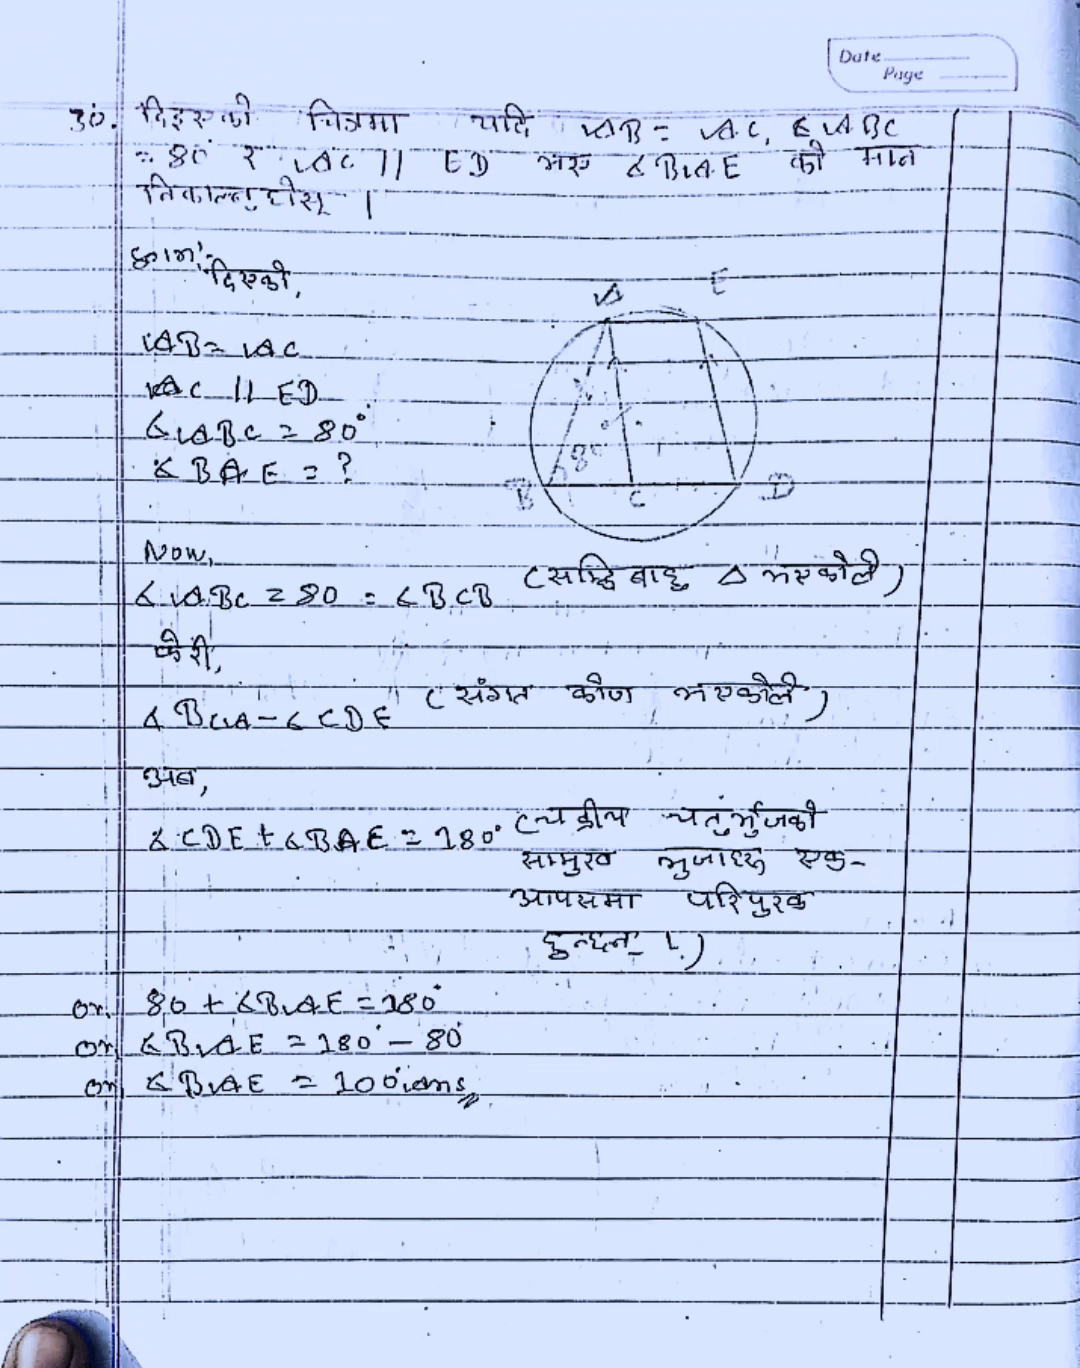 Date
Page
30. दिइएको चित्रमा यदि AB = AC, ∠ABC
= 80° र AC || ED भए ∠BAE को मान
निकाल्नुहोस् ।
दिएको,
A E
AB = AC
AC || ED
∠ABC = 80°
∠BAE = ?
80
B C D
Now,
∠ABC = 80 = ∠BCB (समद्विबाहु Δ भएकोले)
फेरी,
∠BCA - ∠CDE (संगत कोण भएकोले)
अब,
∠CDE + ∠BAE = 180° (चक्रीय चतुर्भुजको
सामुख भुजाहरु एक-
आपसमा परिपुरक
हुन्छन् ।)
or, 80 + ∠BAE = 180°
or, ∠BAE = 180° - 80°
or, ∠BAE = 100° ans